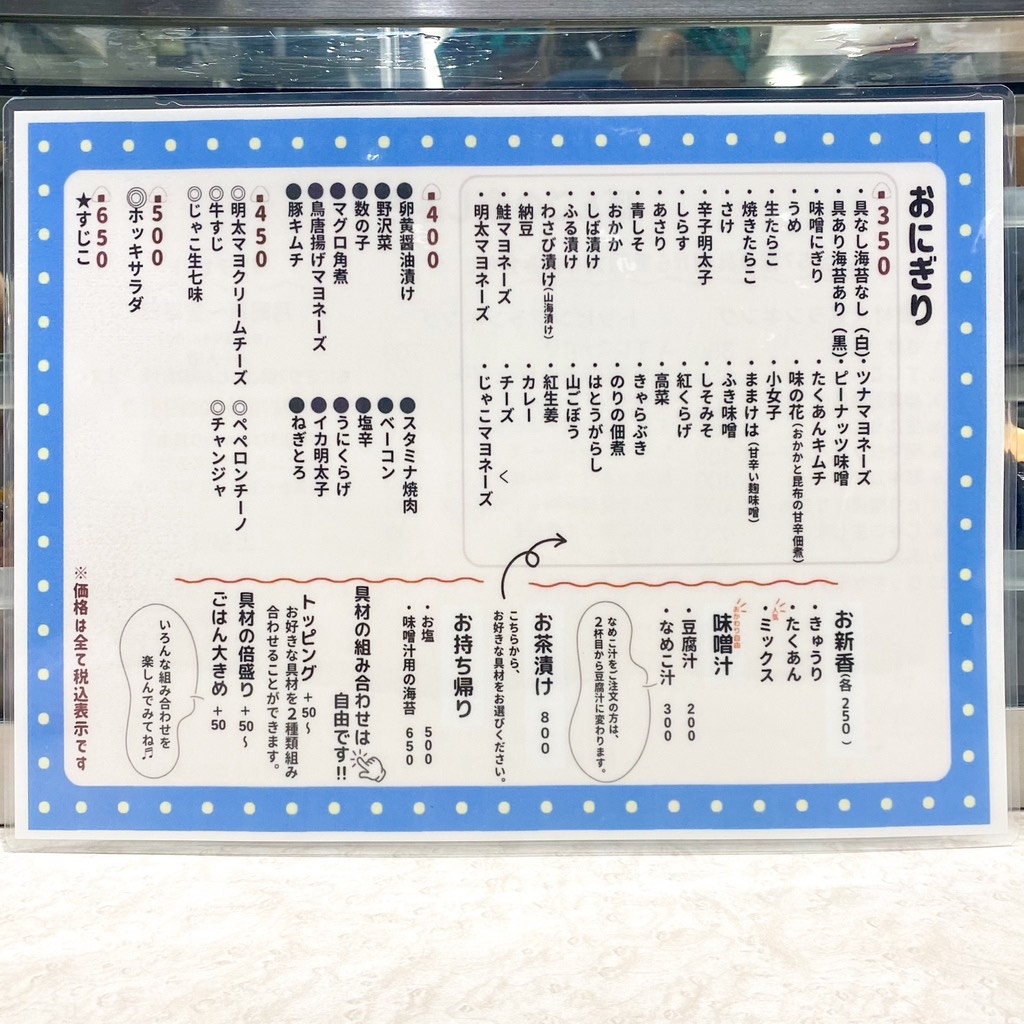 おにぎり
350
・具なし海苔なし（白）
・具あり海苔あり（黒）
・味噌にぎり
・うめ
・生たらこ
・焼きたらこ
・さけ
・辛子明太子
・しらす
・あさり
・青しそ
・おかか
・しば漬け
・ふる漬け
・わさび漬け（山海漬け）
・納豆
・鮭マヨネーズ
・明太マヨネーズ
・ツナマヨネーズ
・ピーナッツ味噌
・たくあんキムチ
・味の花（おかかと昆布の甘辛佃煮）
・小女子
・ままけは（甘辛い麹味噌）
・ふき味噌
・しそみそ
・紅くらげ
・高菜
・きゃらぶき
・のりの佃煮
・はとうがらし
・山ごぼう
・紅生姜
・カレー
・チーズ
・じゃこマヨネーズ
く
400
●卵黄醤油漬け
●野沢菜
●数の子
●マグロ角煮
●鳥唐揚げマヨネーズ
●豚キムチ
●スタミナ焼肉
●ベーコン
●塩辛
●うにくらげ
●イカ明太子
●ねぎとろ
450
◎明太マヨクリームチーズ
◎牛すじ
◎じゃこ生七味
◎ペペロンチーノ
◎チャンジャ
500
◎ホッキサラダ
650
★すじこ
お新香（各250）
・きゅうり
・たくあん
人気
・ミックス
おかわり自由
味噌汁
・豆腐汁 200
・なめこ汁 300
なめこ汁をご注文の方は、
2杯目から豆腐汁に変わります。
お茶漬け 800
こちらから、
お好きな具材をお選びください。
お持ち帰り
・お塩 500
・味噌汁用の海苔 650
具材の組み合わせは
自由です!!
トッピング +50〜
お好きな具材を2種類組み
合わせることができます。
具材の倍盛り +50〜
ごはん大きめ +50
いろんな組み合わせを
楽しんでみてね♬
※価格は全て税込表示です